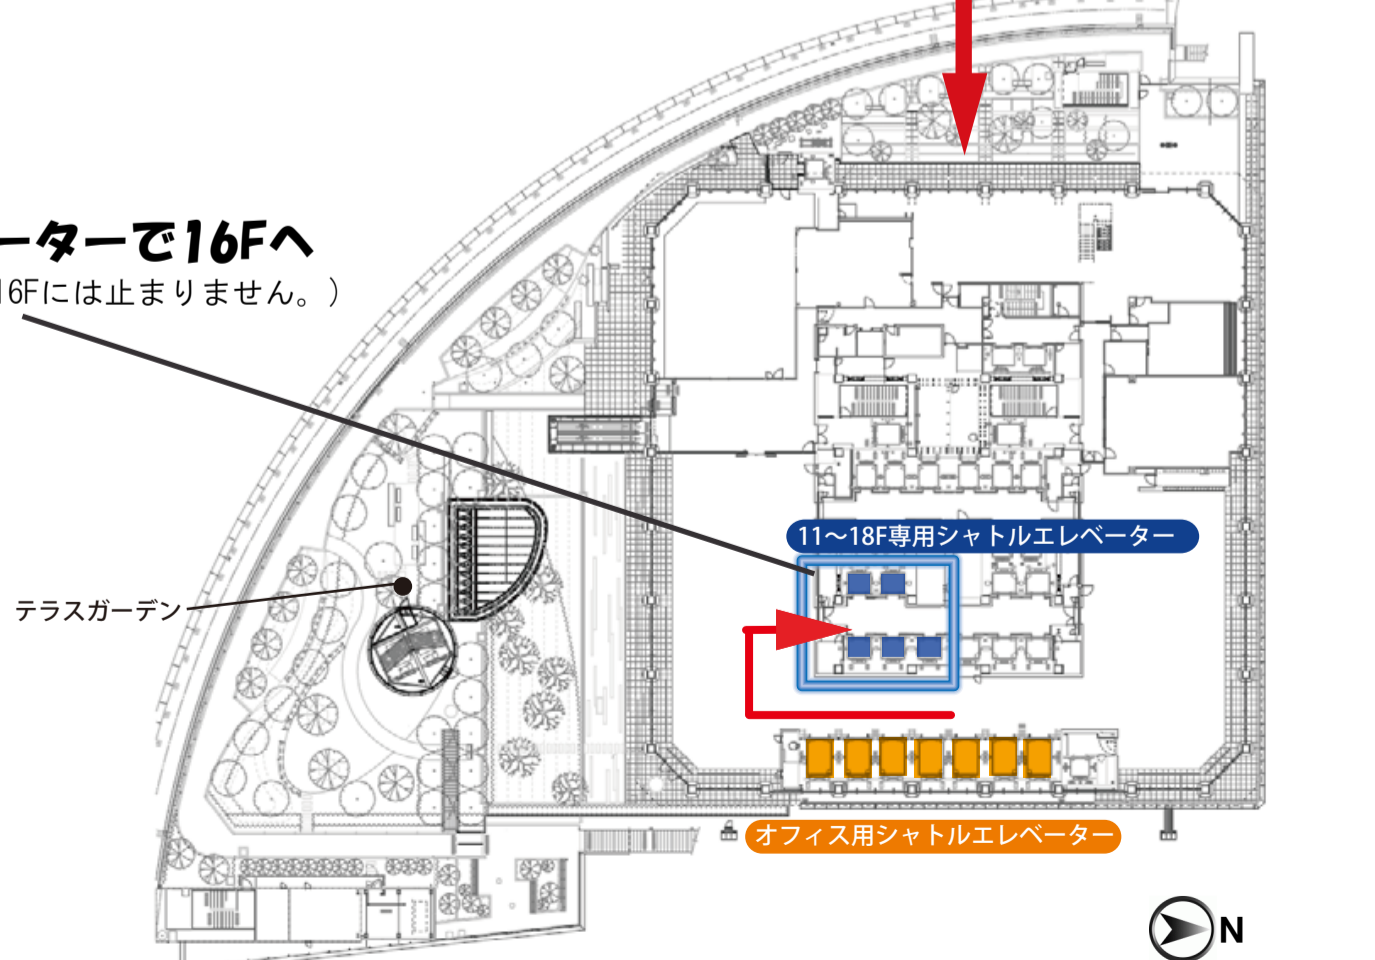 ーターで16Fへ
16Fには止まりません。）
11〜18F専用シャトルエレベーター
テラスガーデン
オフィス用シャトルエレベーター
N